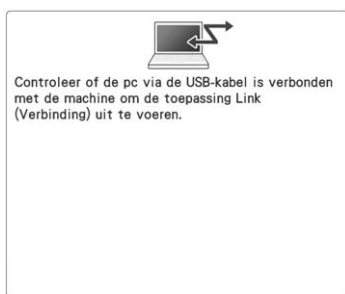 Controleer of de pc via de USB-kabel is verbonden
met de machine om de toepassing Link
(Verbinding) uit te voeren.